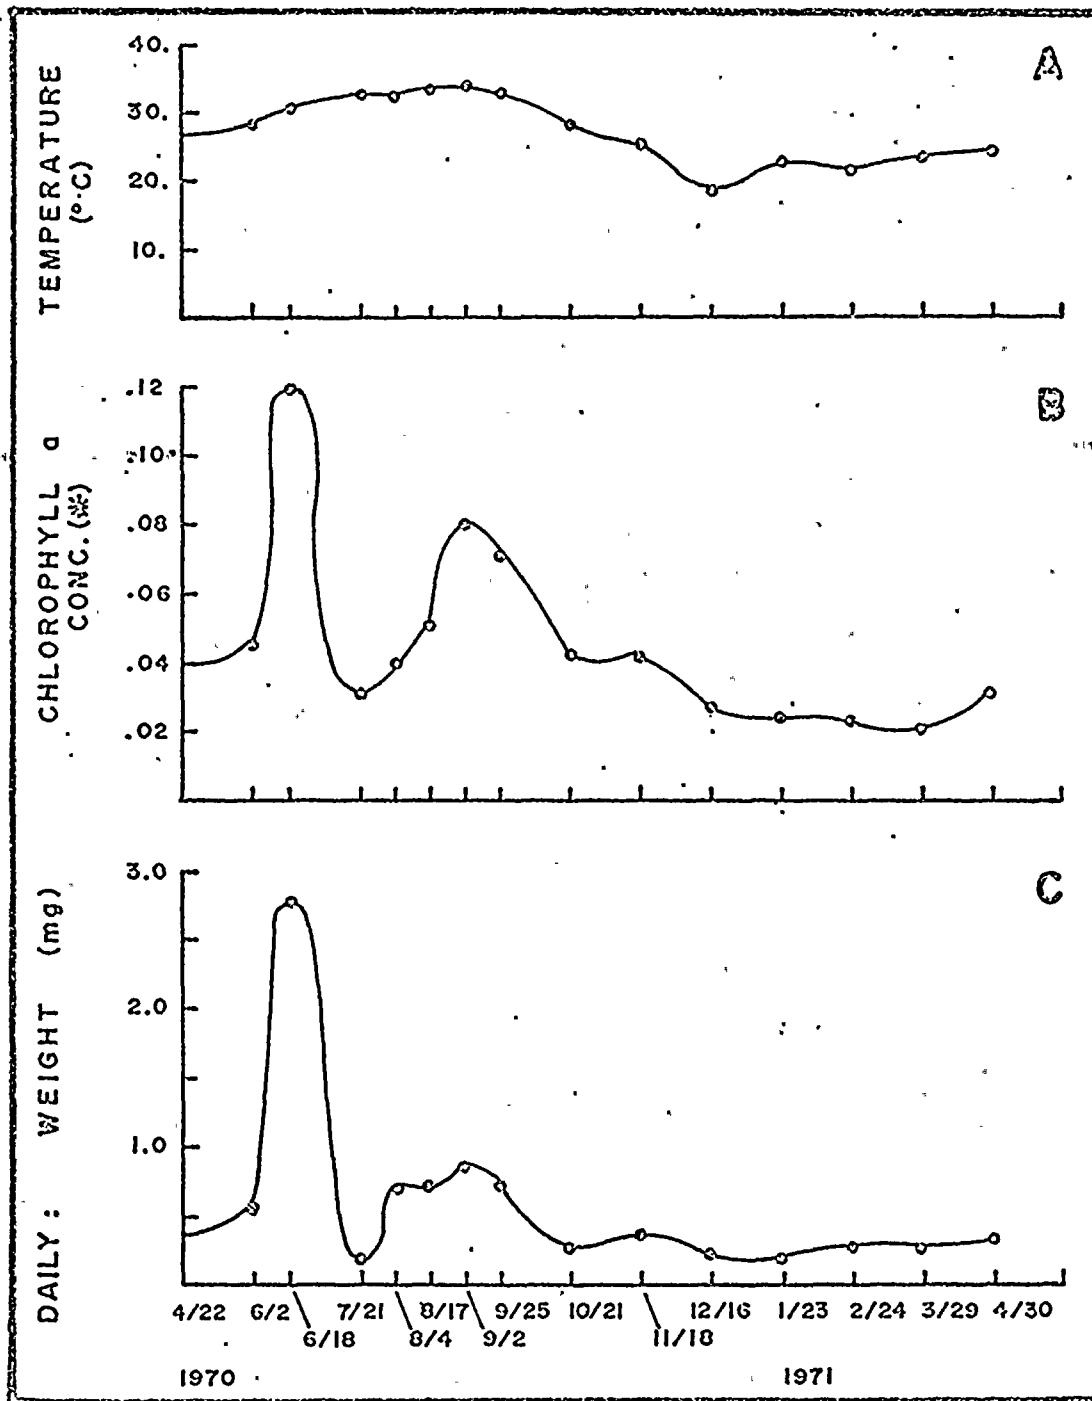 A
TEMPERATURE
(°C)
40.
30.
20.
10.
B
CHLOROPHYLL a
CONC. (※)
.12
.10
.08
.06
.04
.02
C
DAILY: WEIGHT (mg)
3.0
2.0
1.0
4/22 6/2 7/21 8/17 9/25 10/21 12/16 1/23 2/24 3/29 4/30
6/18 8/4 9/2 11/18
1970 1971